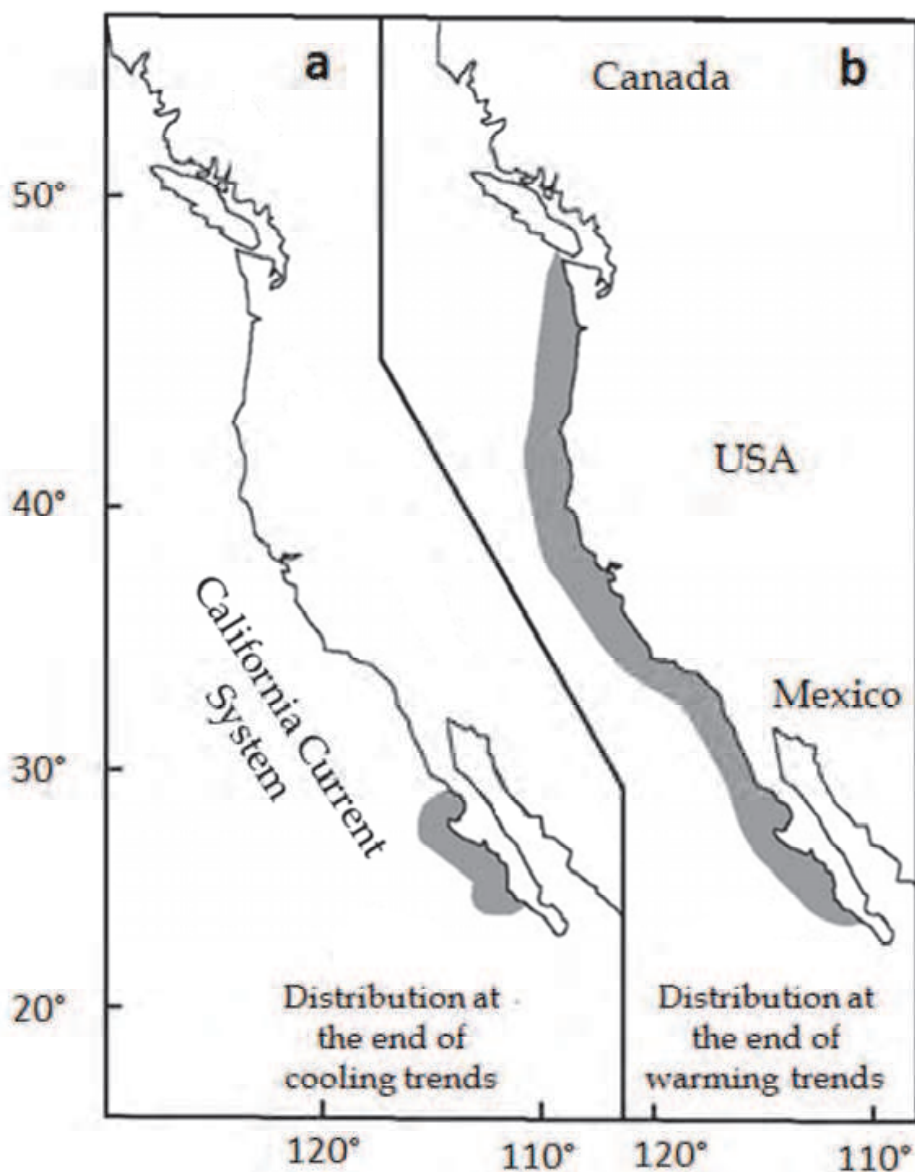 a
b
Canada
50°
USA
40°
California Current
System
Mexico
30°
20°
Distribution at
the end of
cooling trends
Distribution at
the end of
warming trends
120°
110°
120°
110°